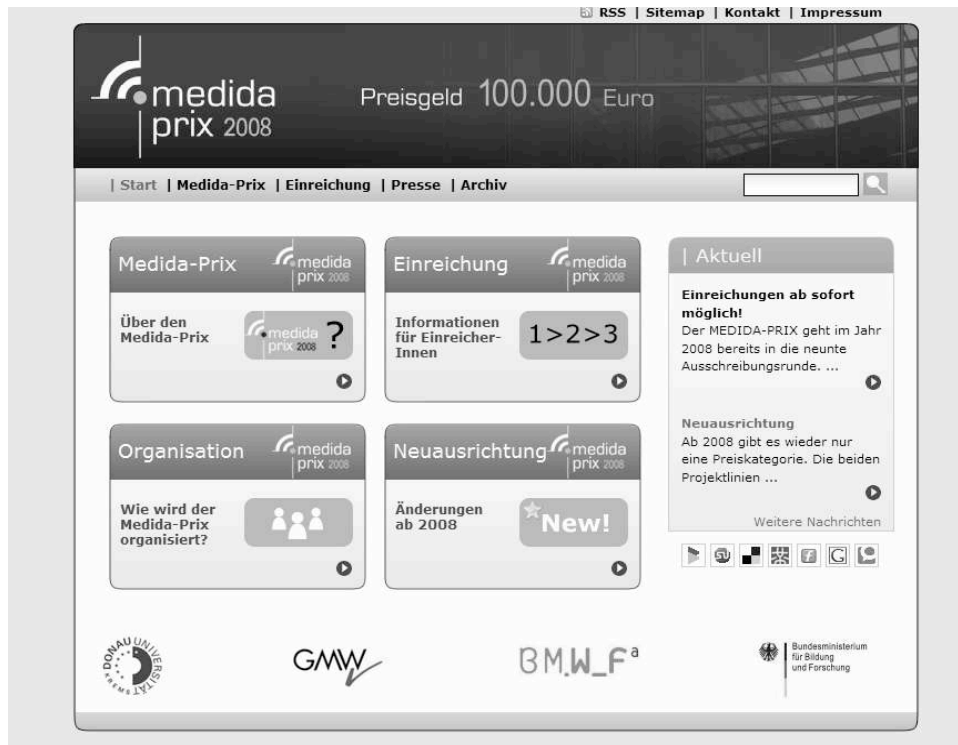 RSS | Sitemap | Kontakt | Impressum
medida
prix 2008
Preisgeld 100.000 Euro
| Start | Medida-Prix | Einreichung | Presse | Archiv
Medida-Prix
medida
prix 2008
Über den
Medida-Prix
medida
prix 2008
?
Einreichung
medida
prix 2008
Informationen
für Einreicher-
Innen
1>2>3
| Aktuell
Einreichungen ab sofort
möglich!
Der MEDIDA-PRIX geht im Jahr
2008 bereits in die neunte
Ausschreibungsrunde. ...
Neuausrichtung
Ab 2008 gibt es wieder nur
eine Preiskategorie. Die beiden
Projektlinien ...
Weitere Nachrichten
Organisation
medida
prix 2008
Wie wird der
Medida-Prix
organisiert?
Neuausrichtung
medida
prix 2008
Änderungen
ab 2008
New!
G
DONAU UNIVERSITÄT KREMS
GMW
BM.W_Fa
Bundesministerium
für Bildung
und Forschung